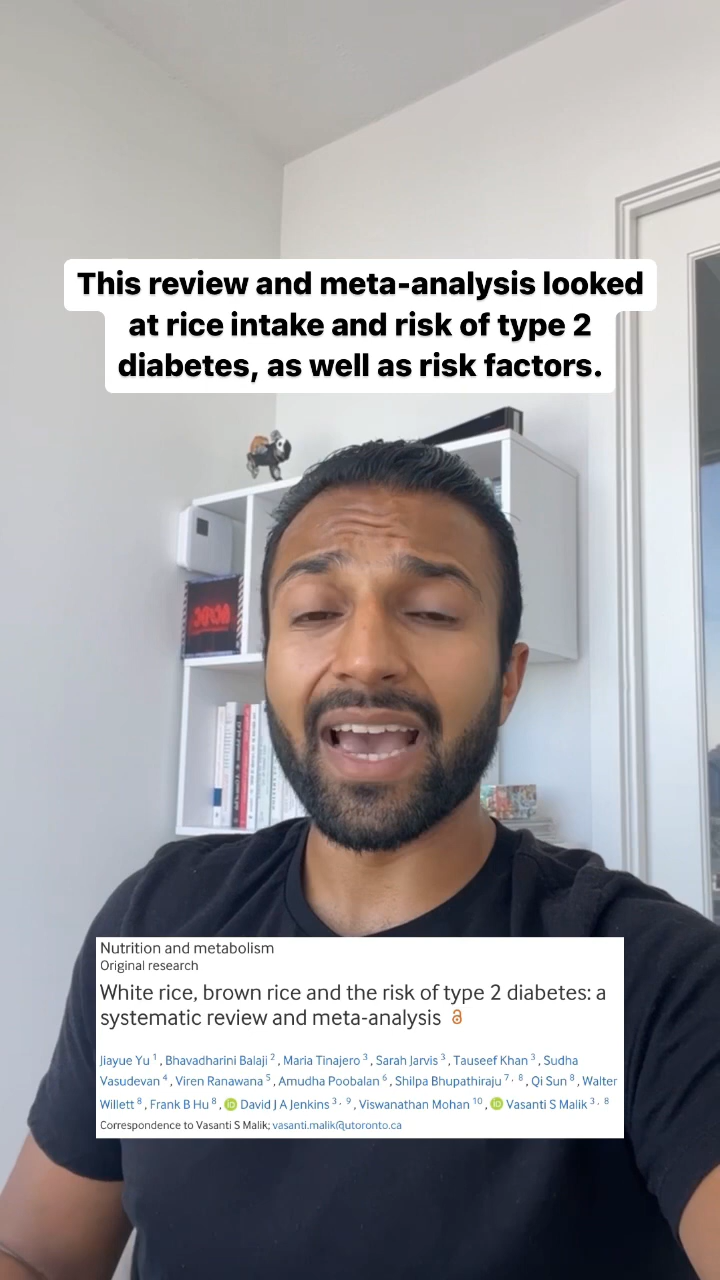 This review and meta-analysis looked
at rice intake and risk of type 2
diabetes, as well as risk factors.
Nutrition and metabolism
Original research
White rice, brown rice and the risk of type 2 diabetes: a
systematic review and meta-analysis
Jiayue Yu 1, Bhavadharini Balaji 2, Maria Tinajero 3, Sarah Jarvis 3, Tauseef Khan 3, Sudha
Vasudevan 4, Viren Ranawana 5, Amudha Poobalan 6, Shilpa Bhupathiraju 7, 8, Qi Sun 8, Walter
Willett 8, Frank B Hu 8, iD David J A Jenkins 3, 9, Viswanathan Mohan 10, iD Vasanti S Malik 3, 8
Correspondence to Vasanti S Malik; vasanti.malik@utoronto.ca